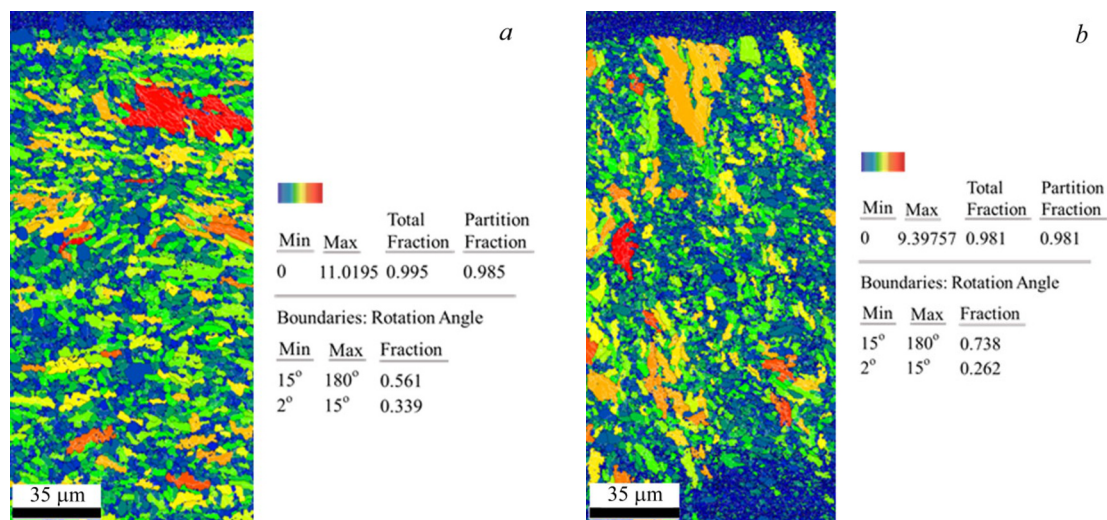 a
Total Partition
Min Max Fraction Fraction
0 11.0195 0.995 0.985
Boundaries: Rotation Angle
Min Max Fraction
15° 180° 0.561
2° 15° 0.339
35 µm
b
Total Partition
Min Max Fraction Fraction
0 9.39757 0.981 0.981
Boundaries: Rotation Angle
Min Max Fraction
15° 180° 0.738
2° 15° 0.262
35 µm